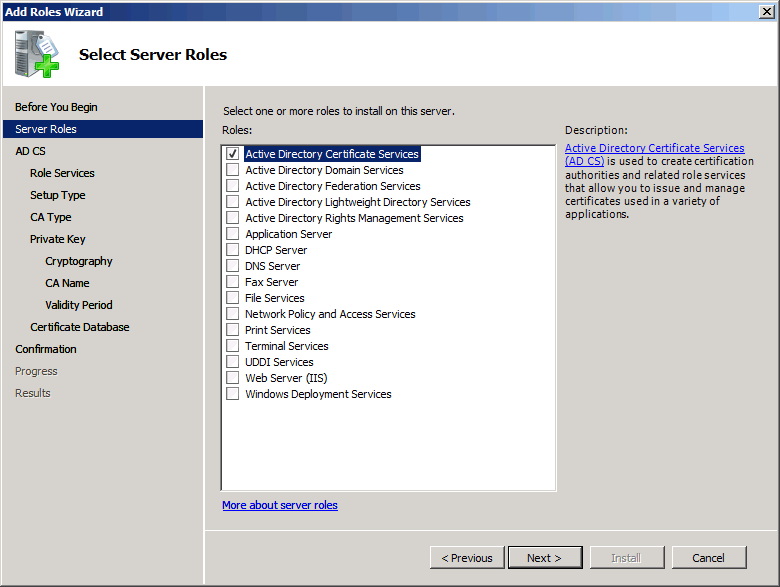 Add Roles Wizard
Select Server Roles
Before You Begin
Server Roles
AD CS
Role Services
Setup Type
CA Type
Private Key
Cryptography
CA Name
Validity Period
Certificate Database
Confirmation
Progress
Results
Select one or more roles to install on this server.
Roles:
Active Directory Certificate Services
Active Directory Domain Services
Active Directory Federation Services
Active Directory Lightweight Directory Services
Active Directory Rights Management Services
Application Server
DHCP Server
DNS Server
Fax Server
File Services
Network Policy and Access Services
Print Services
Terminal Services
UDDI Services
Web Server (IIS)
Windows Deployment Services
More about server roles
Description:
Active Directory Certificate Services
(AD CS) is used to create certification
authorities and related role services
that allow you to issue and manage
certificates used in a variety of
applications.
< Previous
Next >
Install
Cancel